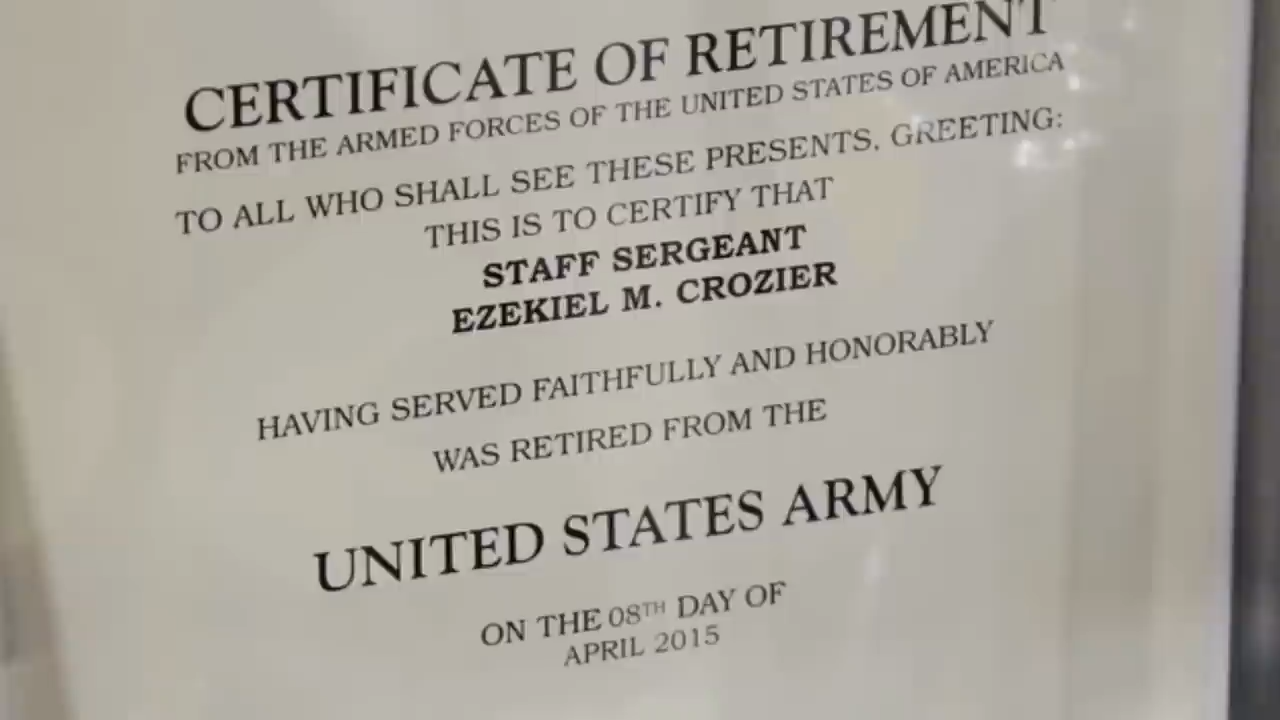 CERTIFICATE OF RETIREMENT
FROM THE ARMED FORCES OF THE UNITED STATES OF AMERICA
TO ALL WHO SHALL SEE THESE PRESENTS, GREETING:
THIS IS TO CERTIFY THAT
STAFF SERGEANT
EZEKIEL M. CROZIER
HAVING SERVED FAITHFULLY AND HONORABLY
WAS RETIRED FROM THE
UNITED STATES ARMY
ON THE 08TH DAY OF
APRIL 2015